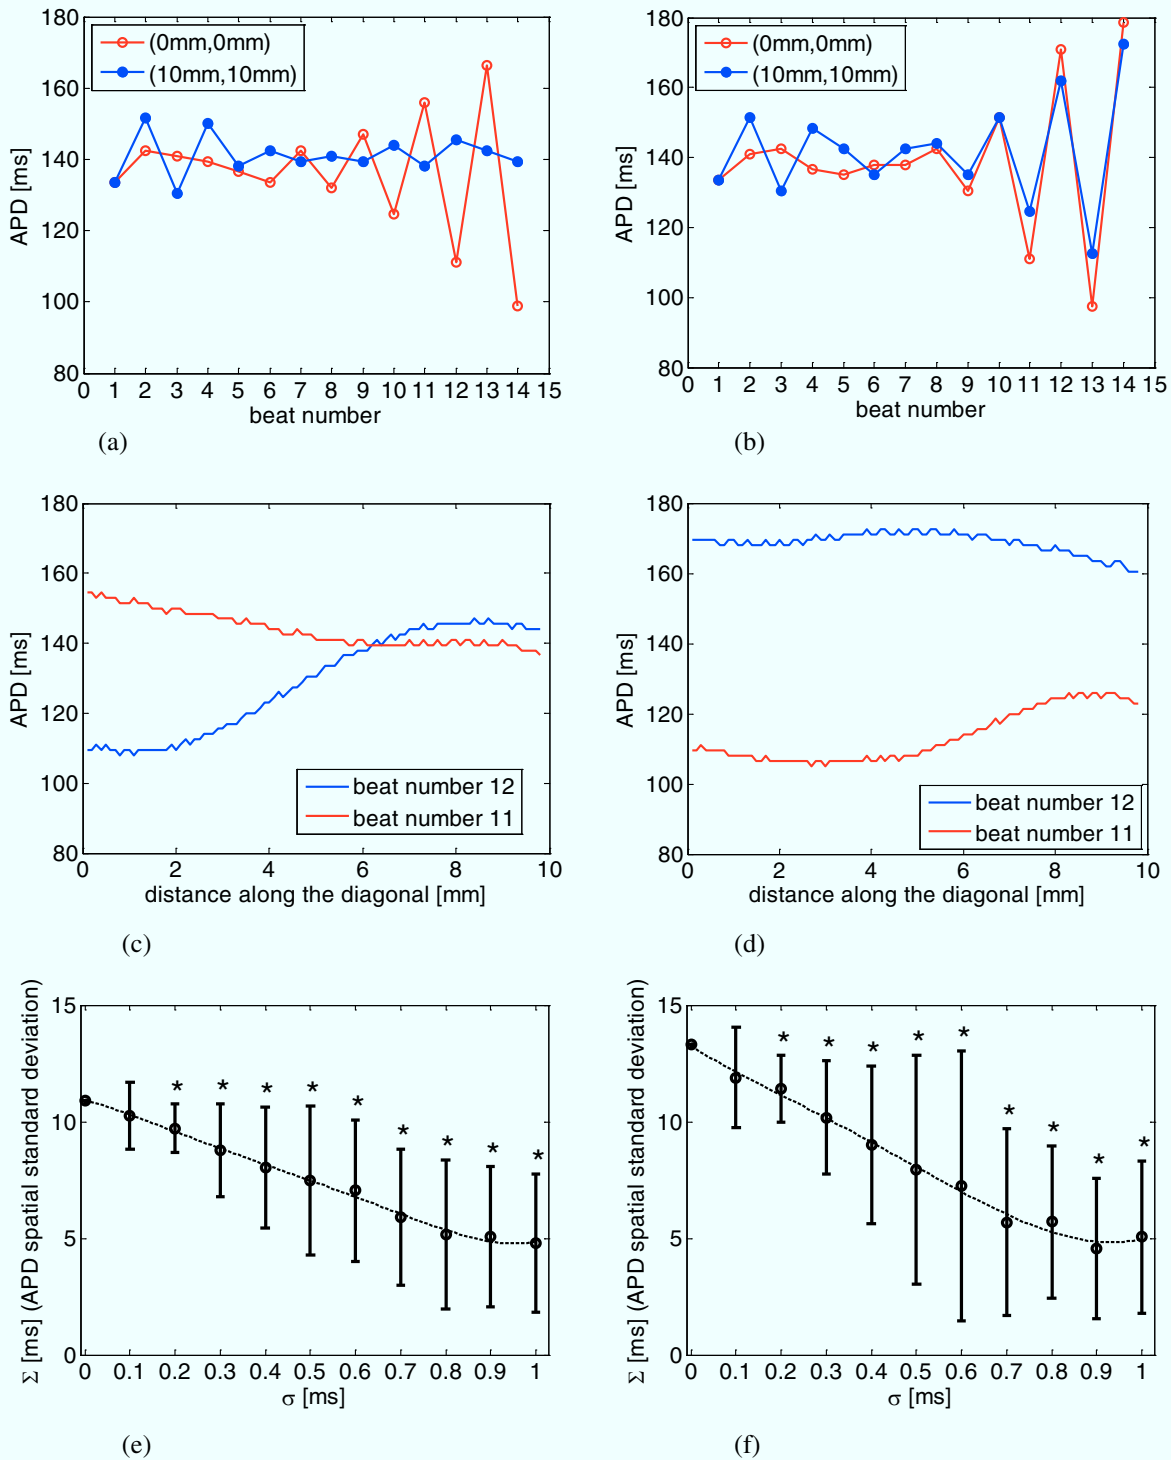 180
160
140
120
100
80
APD [ms]
(0mm,0mm)
(10mm,10mm)
0 1 2 3 4 5 6 7 8 9 10 11 12 13 14 15
beat number
(a)
180
160
140
120
100
80
APD [ms]
(0mm,0mm)
(10mm,10mm)
0 1 2 3 4 5 6 7 8 9 10 11 12 13 14 15
beat number
(b)
180
160
140
120
100
80
APD [ms]
beat number 12
beat number 11
0 2 4 6 8 10
distance along the diagonal [mm]
(c)
180
160
140
120
100
80
APD [ms]
beat number 12
beat number 11
0 2 4 6 8 10
distance along the diagonal [mm]
(d)
15
10
5
0
Σ [ms] (APD spatial standard deviation)
* * * * * * * * *
0 0.1 0.2 0.3 0.4 0.5 0.6 0.7 0.8 0.9 1
σ [ms]
(e)
15
10
5
0
Σ [ms] (APD spatial standard deviation)
* * * * * * * * *
0 0.1 0.2 0.3 0.4 0.5 0.6 0.7 0.8 0.9 1
σ [ms]
(f)